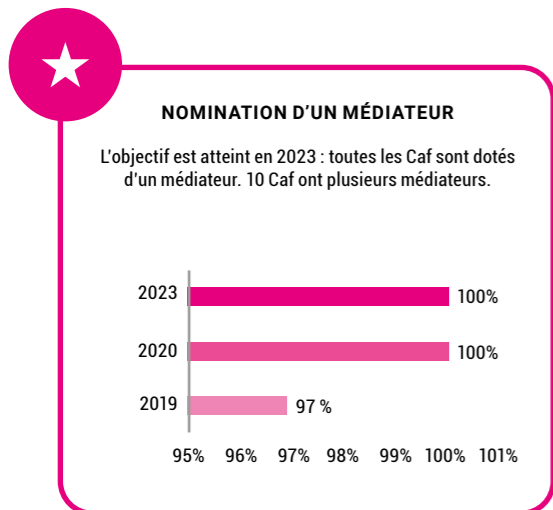 NOMINATION D'UN MÉDIATEUR
L'objectif est atteint en 2023 : toutes les Caf sont dotés
d'un médiateur. 10 Caf ont plusieurs médiateurs.
2023 100%
2020 100%
2019 97 %
95% 96% 97% 98% 99% 100% 101%